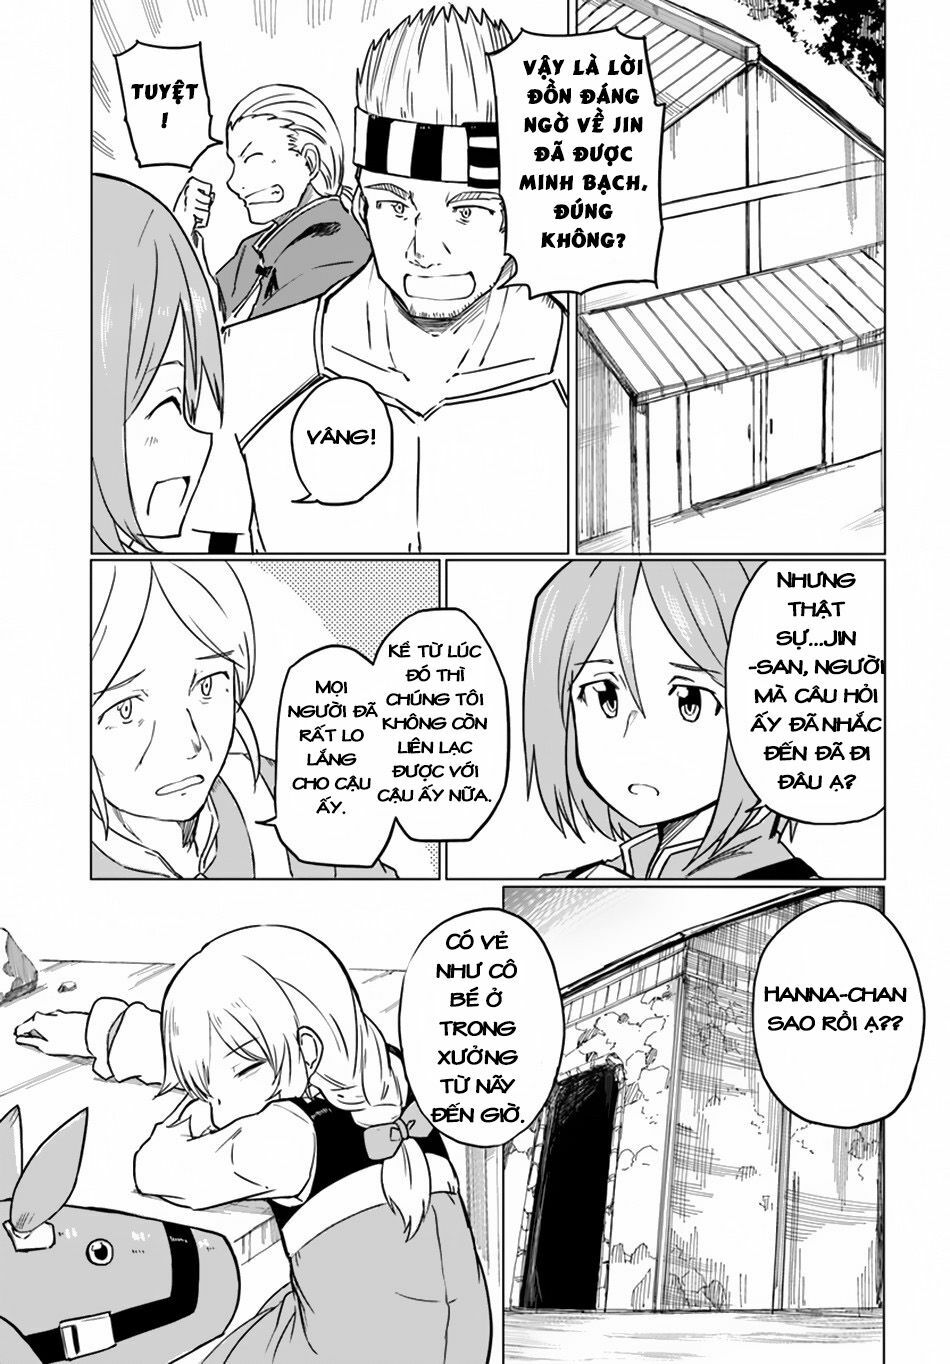 VẬY LÀ LỜI
ĐỒN ĐÁNG
NGỜ VỀ JIN
ĐÃ ĐƯỢC
MINH BẠCH,
ĐÚNG
KHÔNG?
TUYỆT
!
VÂNG!
NHƯNG
THẬT
SỰ...JIN
-SAN, NGƯỜI
MÀ CÂU HỎI
ẤY ĐÃ NHẮC
ĐẾN ĐÃ ĐI
ĐÂU Ạ?
KỂ TỪ LÚC
ĐÓ THÌ
CHÚNG TÔI
KHÔNG CÒN
LIÊN LẠC
ĐƯỢC VỚI
CẬU ẤY NỮA.
MỌI
NGƯỜI ĐÃ
RẤT LO
LẮNG
CHO CẬU
ẤY.
HANNA-CHAN
SAO RỒI Ạ??
CÓ VẺ
NHƯ CÔ
BÉ Ở
TRONG
XƯỞNG
TỪ NÃY
ĐẾN GIỜ.